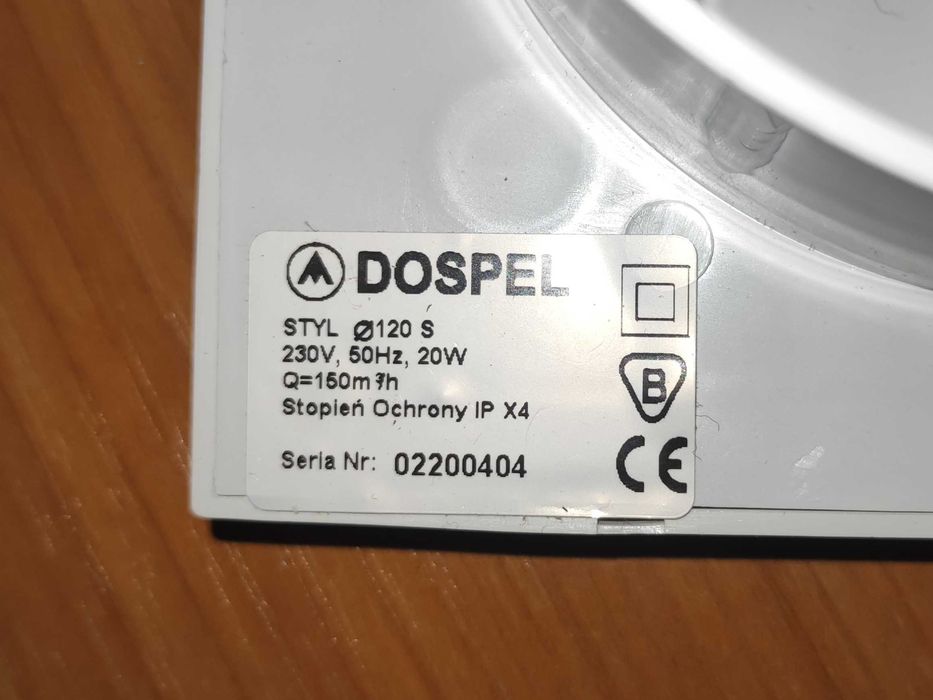 DOSPEL
STYL Ø120 S
230V, 50Hz, 20W
Q=150m³/h
Stopień Ochrony IP X4
Seria Nr: 02200404
B
CE